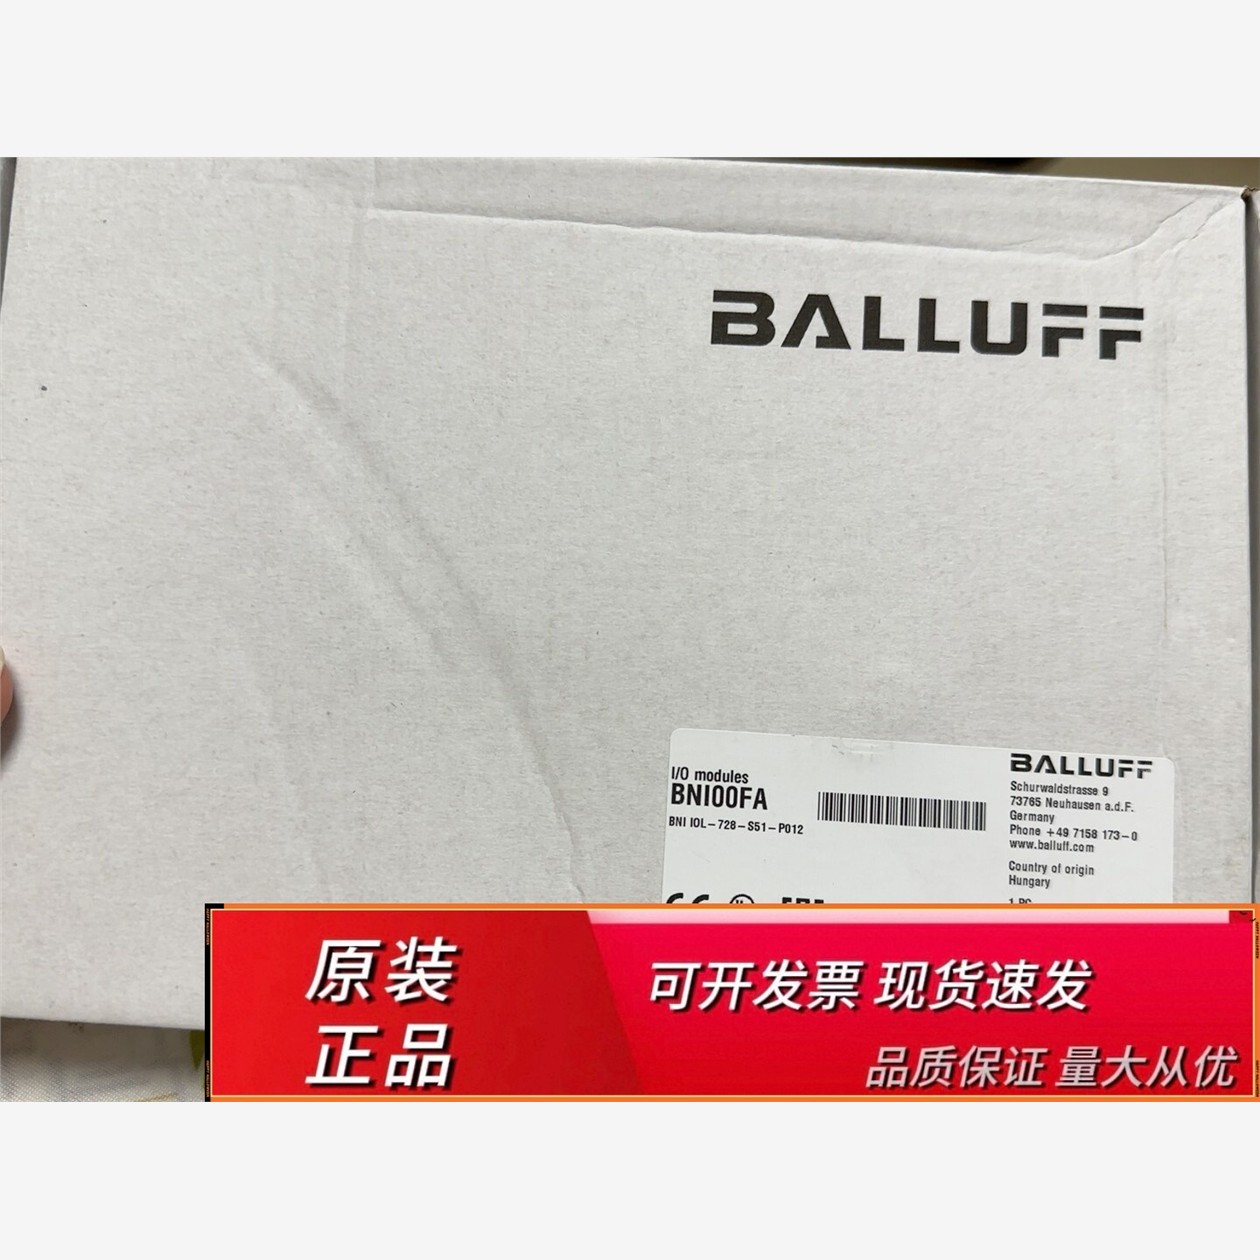 BALLUFF
I/O modules
BNI00FA
BNI IOL-728-S51-P012
BALLUFF
Schurwaldstrasse 9
73765 Neuhausen a.d.F.
Germany
Phone +49 7158 173-0
www.balluff.com
Country of origin
Hungary
1 PC
原装
正品
可开发票 现货速发
品质保证 量大从优